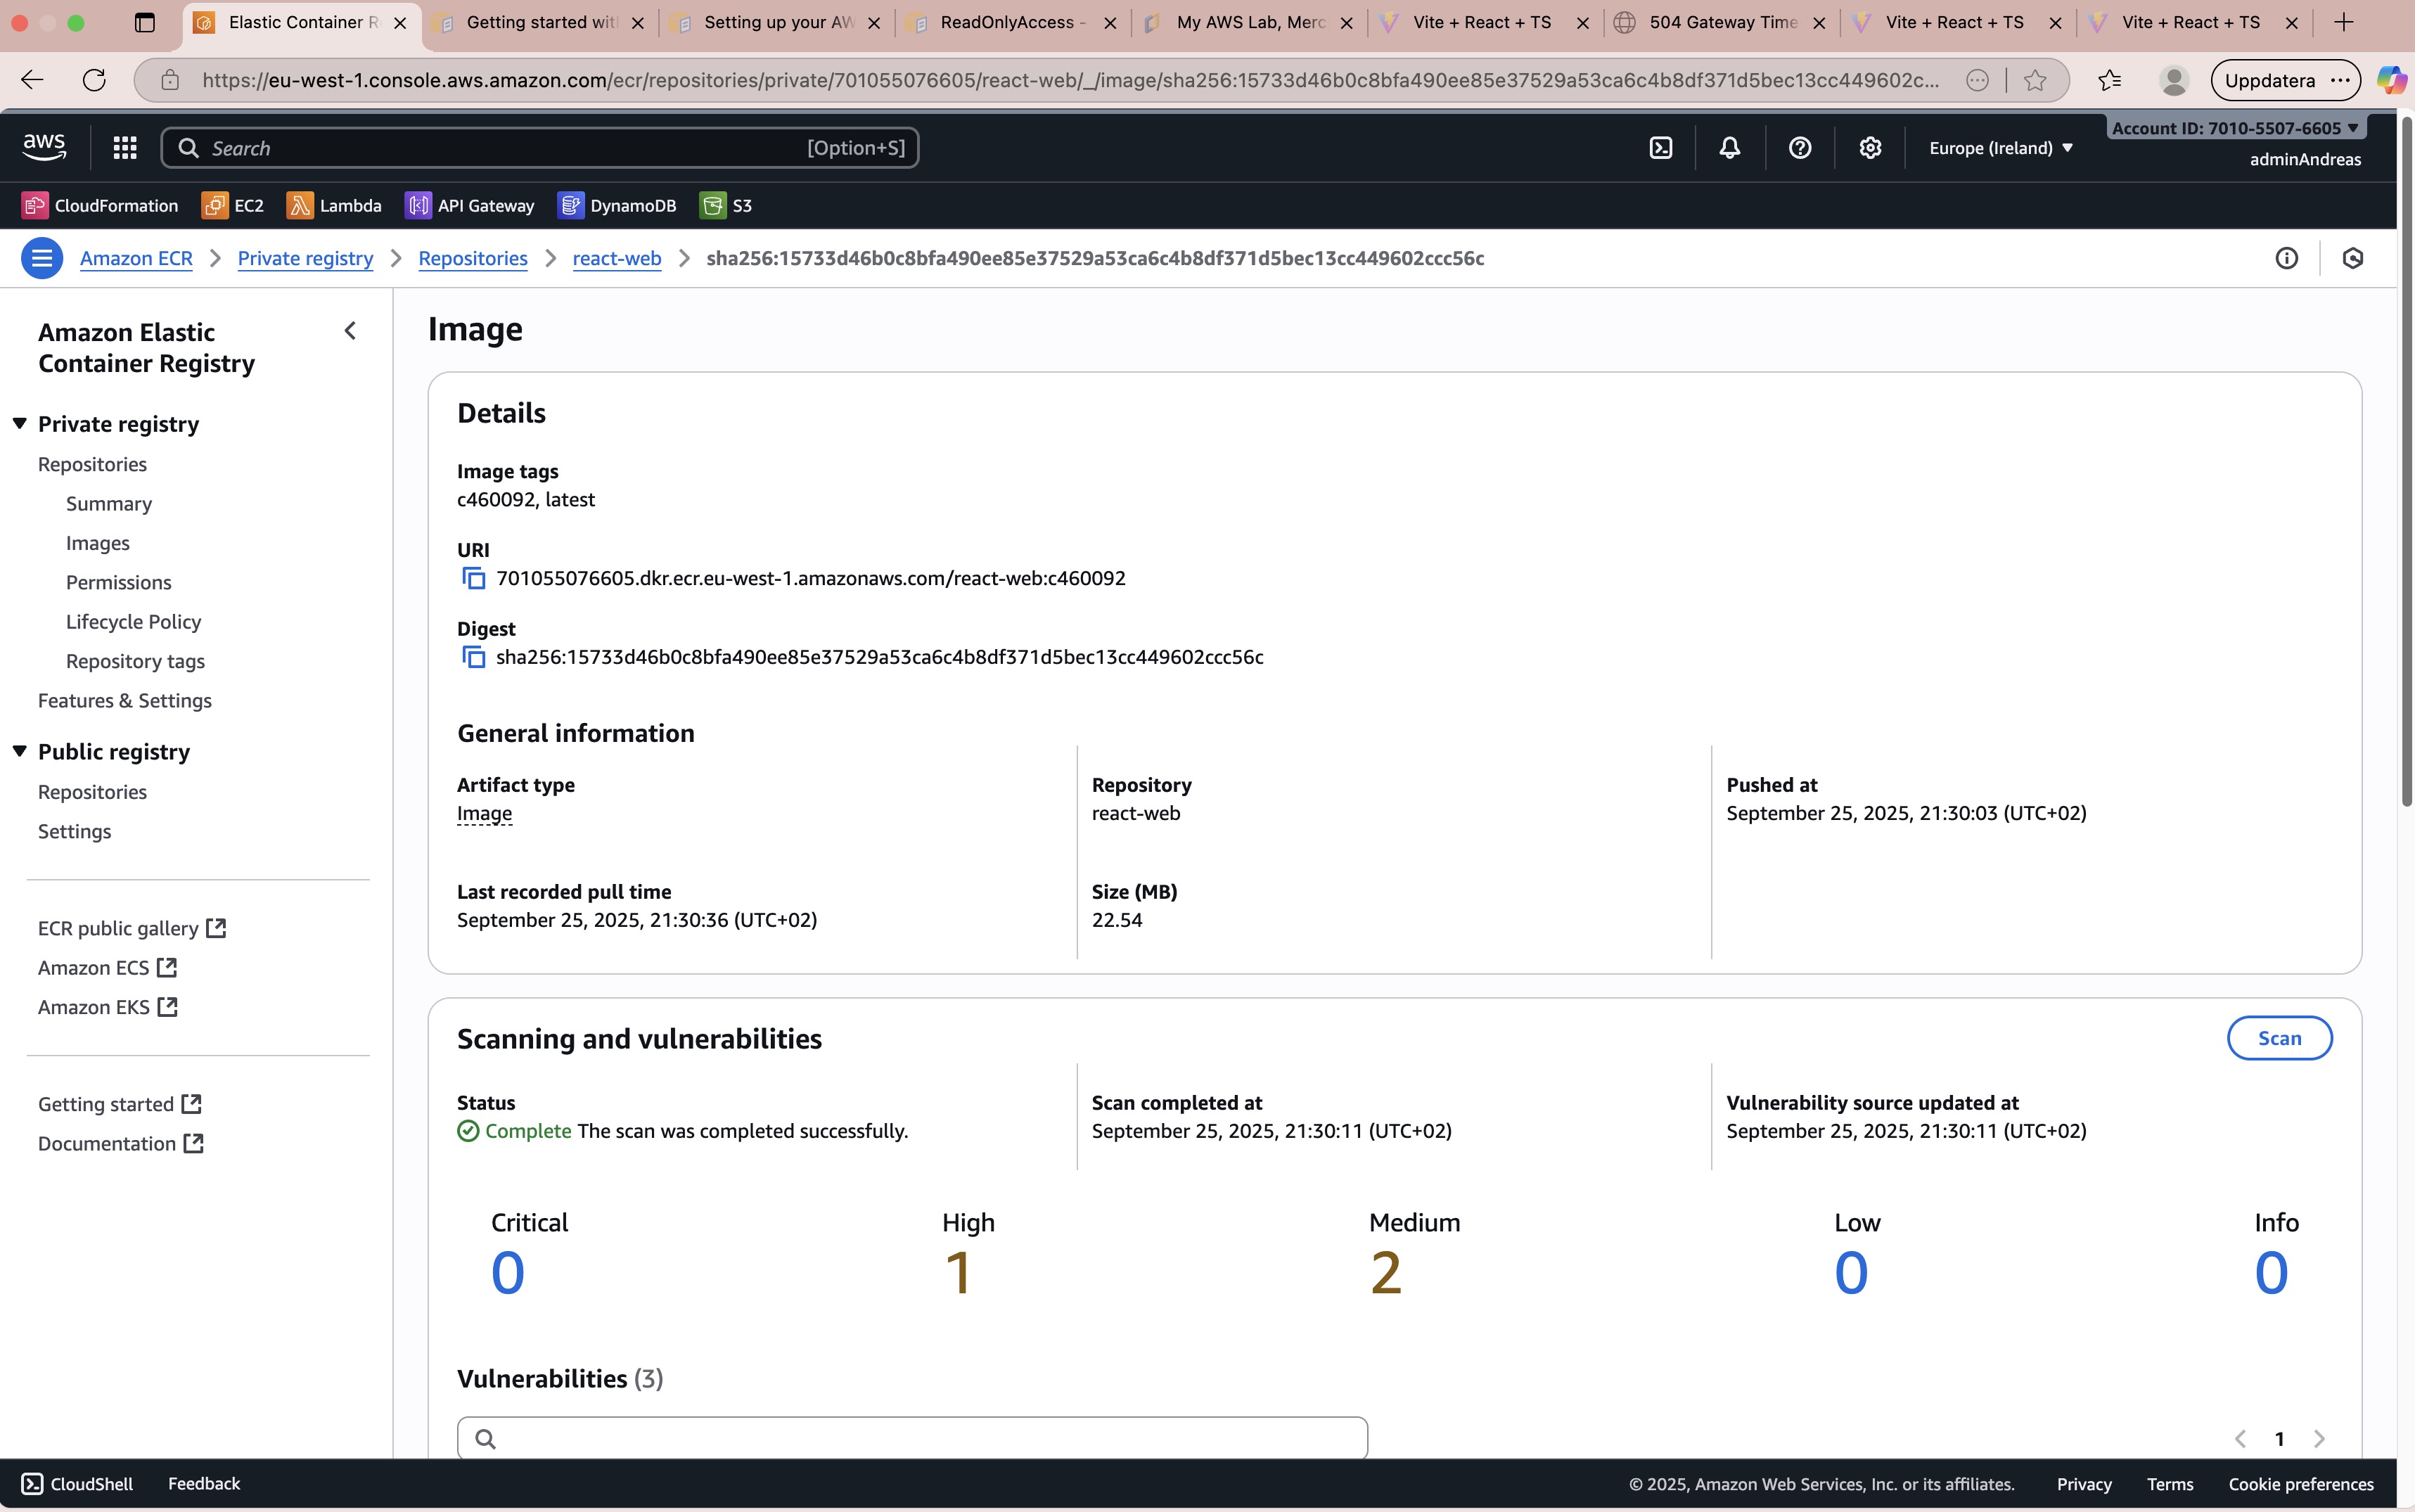 Elastic Container R
Getting started wit
Setting up your AW
ReadOnlyAccess -
My AWS Lab, Merc
Vite + React + TS
504 Gateway Time
Vite + React + TS
Vite + React + TS
https://eu-west-1.console.aws.amazon.com/ecr/repositories/private/701055076605/react-web/_/image/sha256:15733d46b0c8bfa490ee85e37529a53ca6c4b8df371d5bec13cc449602c...
Uppdatera
aws
Search
[Option+S]
Europe (Ireland)
Account ID: 7010-5507-6605
adminAndreas
CloudFormation
EC2
Lambda
API Gateway
DynamoDB
S3
Amazon ECR
Private registry
Repositories
react-web
sha256:15733d46b0c8bfa490ee85e37529a53ca6c4b8df371d5bec13cc449602ccc56c
Amazon Elastic
Container Registry
Private registry
Repositories
Summary
Images
Permissions
Lifecycle Policy
Repository tags
Features & Settings
Public registry
Repositories
Settings
ECR public gallery
Amazon ECS
Amazon EKS
Getting started
Documentation
Image
Details
Image tags
c460092, latest
URI
701055076605.dkr.ecr.eu-west-1.amazonaws.com/react-web:c460092
Digest
sha256:15733d46b0c8bfa490ee85e37529a53ca6c4b8df371d5bec13cc449602ccc56c
General information
Artifact type
Image
Repository
react-web
Pushed at
September 25, 2025, 21:30:03 (UTC+02)
Last recorded pull time
September 25, 2025, 21:30:36 (UTC+02)
Size (MB)
22.54
Scanning and vulnerabilities
Scan
Status
Complete The scan was completed successfully.
Scan completed at
September 25, 2025, 21:30:11 (UTC+02)
Vulnerability source updated at
September 25, 2025, 21:30:11 (UTC+02)
Critical
0
High
1
Medium
2
Low
0
Info
0
Vulnerabilities (3)
1
CloudShell
Feedback
© 2025, Amazon Web Services, Inc. or its affiliates.
Privacy
Terms
Cookie preferences